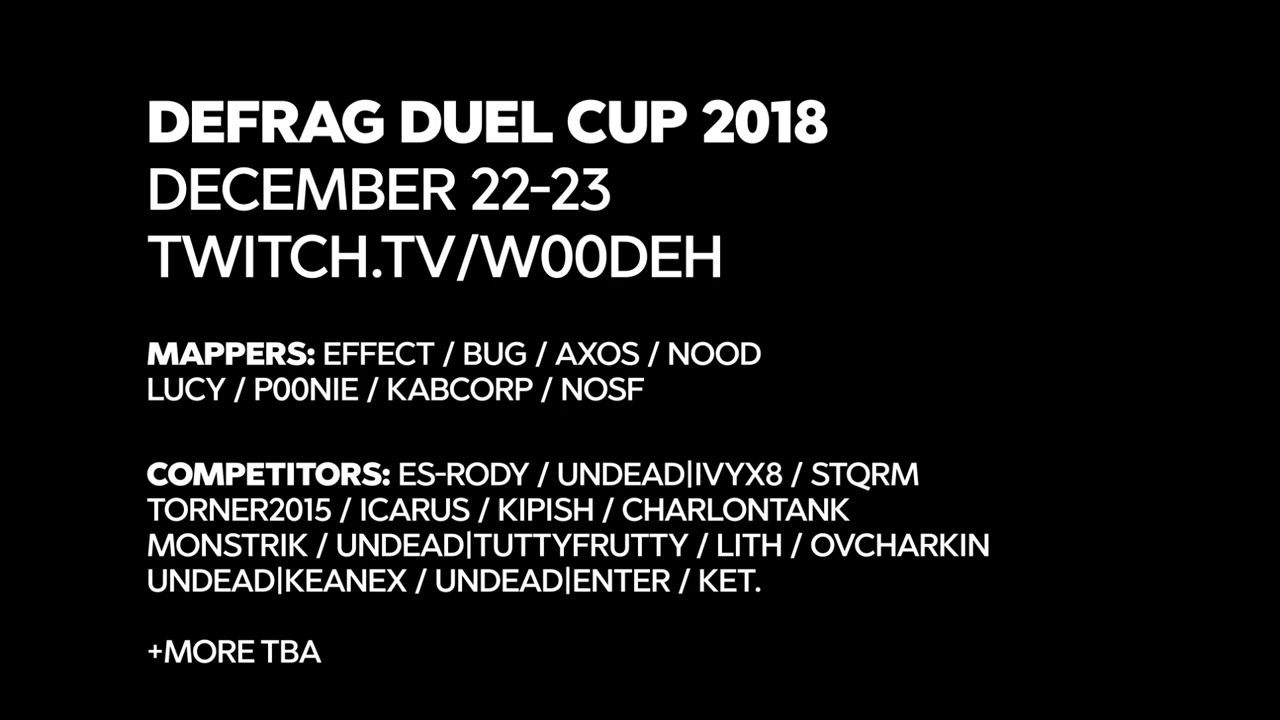 DEFRAG DUEL CUP 2018
DECEMBER 22-23
TWITCH.TV/W00DEH
MAPPERS: EFFECT / BUG / AXOS / NOOD
LUCY / P00NIE / KABCORP / NOSF
COMPETITORS: ES-RODY / UNDEAD|IVYX8 / STQRM
TORNER2015 / ICARUS / KIPISH / CHARLONTANK
MONSTRIK / UNDEAD|TUTTYFRUTTY / LITH / OVCHARKIN
UNDEAD|KEANEX / UNDEAD|ENTER / KET.
+MORE TBA